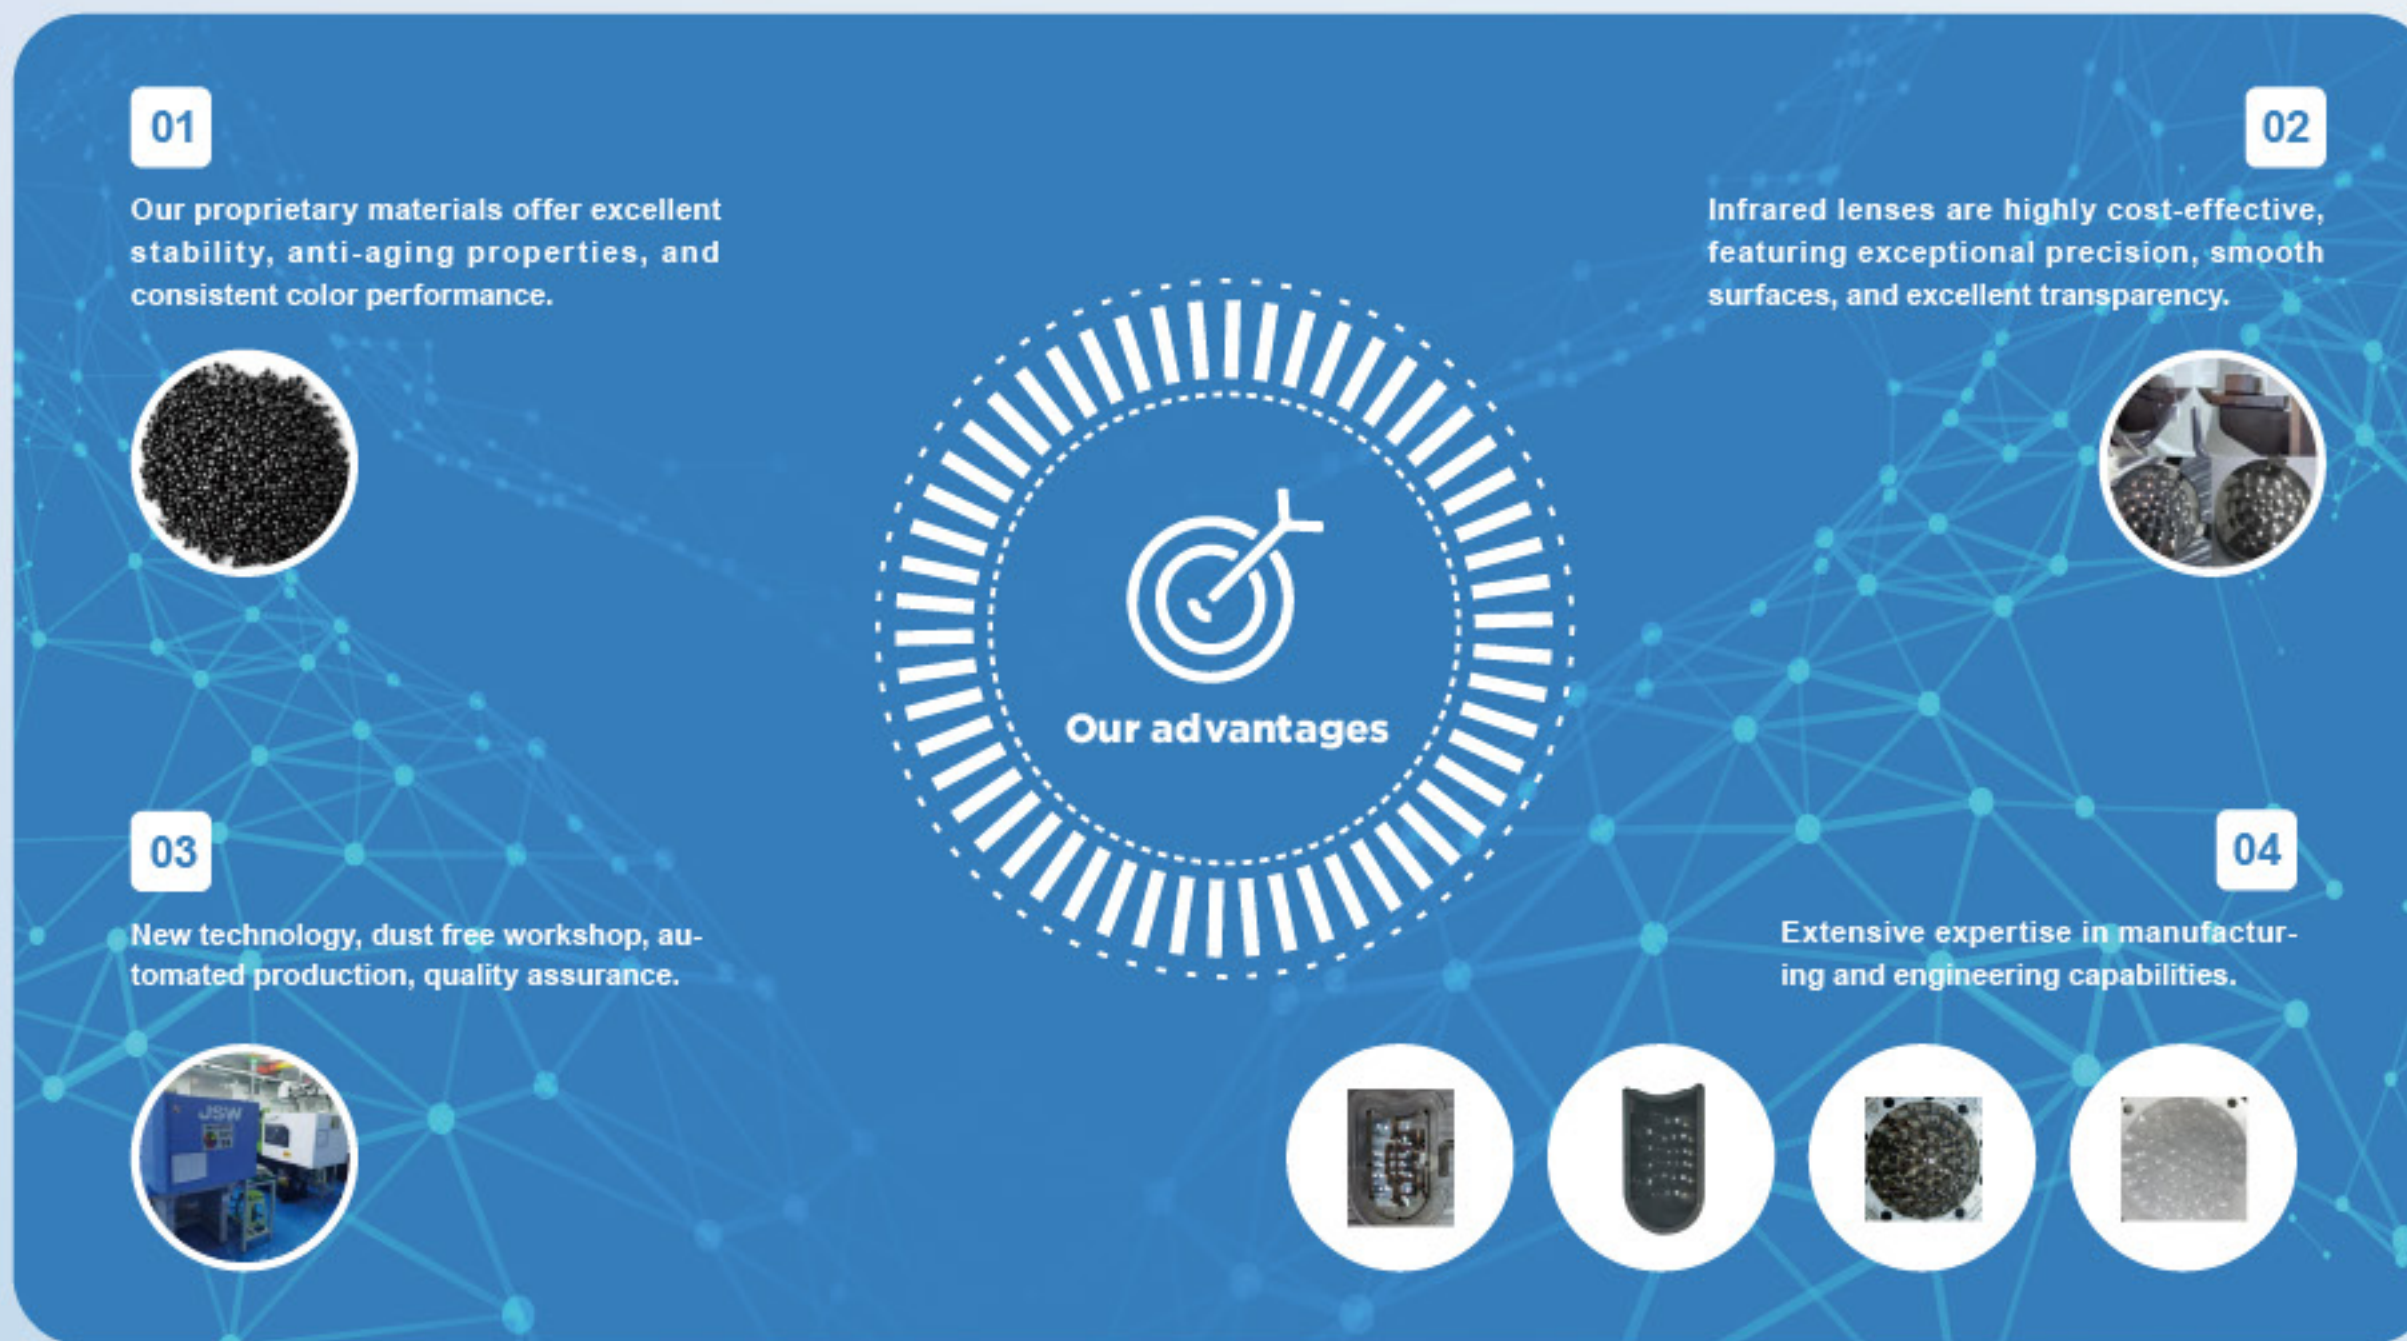 01
Our proprietary materials offer excellent
stability, anti-aging properties, and
consistent color performance.
02
Infrared lenses are highly cost-effective,
featuring exceptional precision, smooth
surfaces, and excellent transparency.
Our advantages
03
New technology, dust free workshop, au-
tomated production, quality assurance.
JSW
04
Extensive expertise in manufactur-
ing and engineering capabilities.